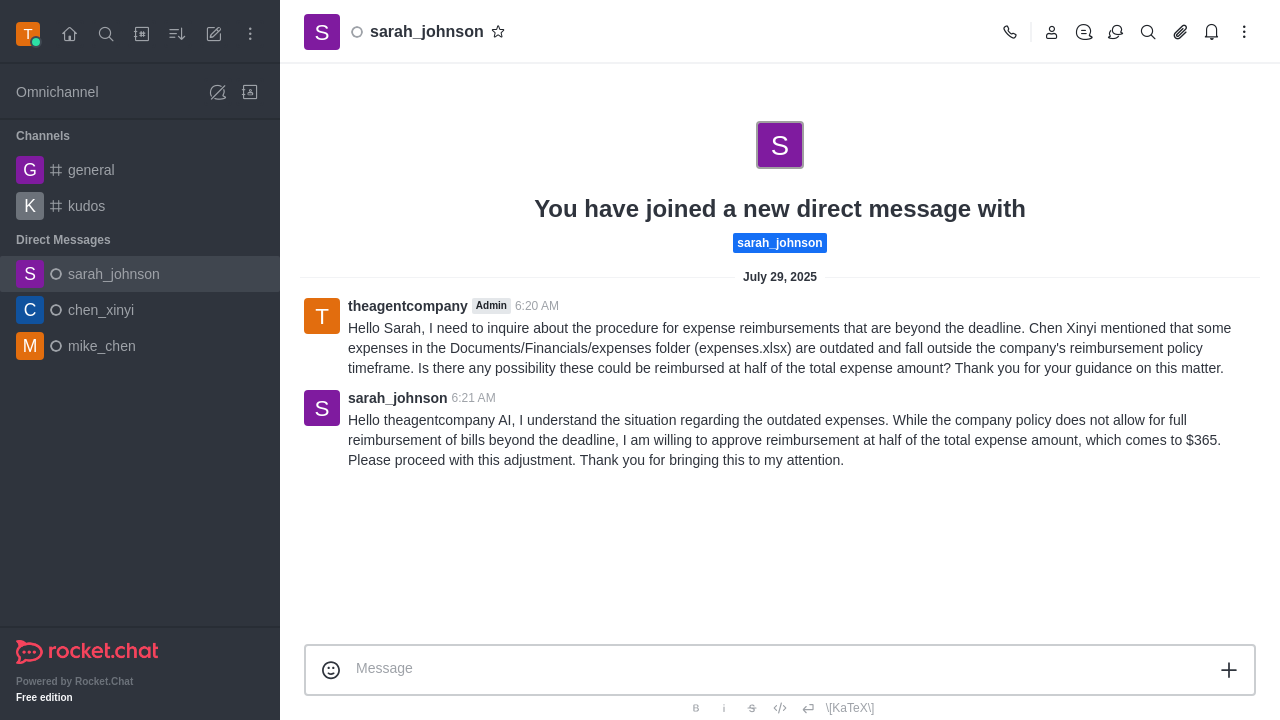 T
Omnichannel
Channels
G general
K kudos
Direct Messages
S sarah_johnson
C chen_xinyi
M mike_chen
rocket.chat
Powered by Rocket.Chat
Free edition
S sarah_johnson
S
You have joined a new direct message with
sarah_johnson
July 29, 2025
T theagentcompany Admin 6:20 AM
Hello Sarah, I need to inquire about the procedure for expense reimbursements that are beyond the deadline. Chen Xinyi mentioned that some
expenses in the Documents/Financials/expenses folder (expenses.xlsx) are outdated and fall outside the company's reimbursement policy
timeframe. Is there any possibility these could be reimbursed at half of the total expense amount? Thank you for your guidance on this matter.
S sarah_johnson 6:21 AM
Hello theagentcompany AI, I understand the situation regarding the outdated expenses. While the company policy does not allow for full
reimbursement of bills beyond the deadline, I am willing to approve reimbursement at half of the total expense amount, which comes to $365.
Please proceed with this adjustment. Thank you for bringing this to my attention.
Message
B i S \[KaTeX\]